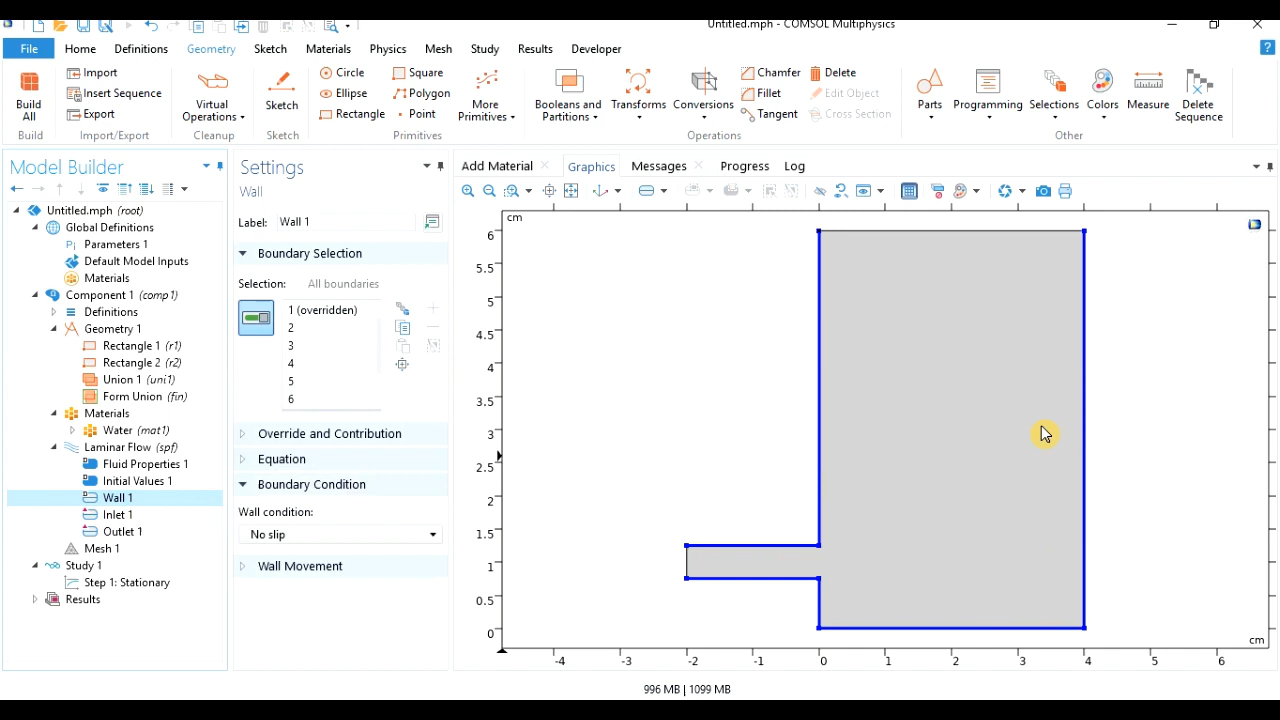 Untitled.mph - COMSOL Multiphysics
File Home Definitions Geometry Sketch Materials Physics Mesh Study Results Developer
Build All
Build
Import
Insert Sequence
Export
Import/Export
Virtual Operations
Cleanup
Sketch
Sketch
Circle Square
Ellipse Polygon
Rectangle Point
More Primitives
Primitives
Booleans and Partitions
Transforms
Conversions
Chamfer Delete
Fillet Edit Object
Tangent Cross Section
Operations
Parts
Programming
Selections
Colors
Measure
Delete Sequence
Other
Model Builder
Untitled.mph (root)
Global Definitions
Pi Parameters 1
Default Model Inputs
Materials
Component 1 (comp1)
Definitions
Geometry 1
Rectangle 1 (r1)
Rectangle 2 (r2)
Union 1 (uni1)
Form Union (fin)
Materials
Water (mat1)
Laminar Flow (spf)
Fluid Properties 1
Initial Values 1
Wall 1
Inlet 1
Outlet 1
Mesh 1
Study 1
Step 1: Stationary
Results
Settings
Wall
Label: Wall 1
Boundary Selection
Selection: All boundaries
1 (overridden)
2
3
4
5
6
Override and Contribution
Equation
Boundary Condition
Wall condition:
No slip
Wall Movement
Add Material Graphics Messages Progress Log
cm
6
5.5
5
4.5
4
3.5
3
2.5
2
1.5
1
0.5
0
cm
-4 -3 -2 -1 0 1 2 3 4 5 6
996 MB | 1099 MB